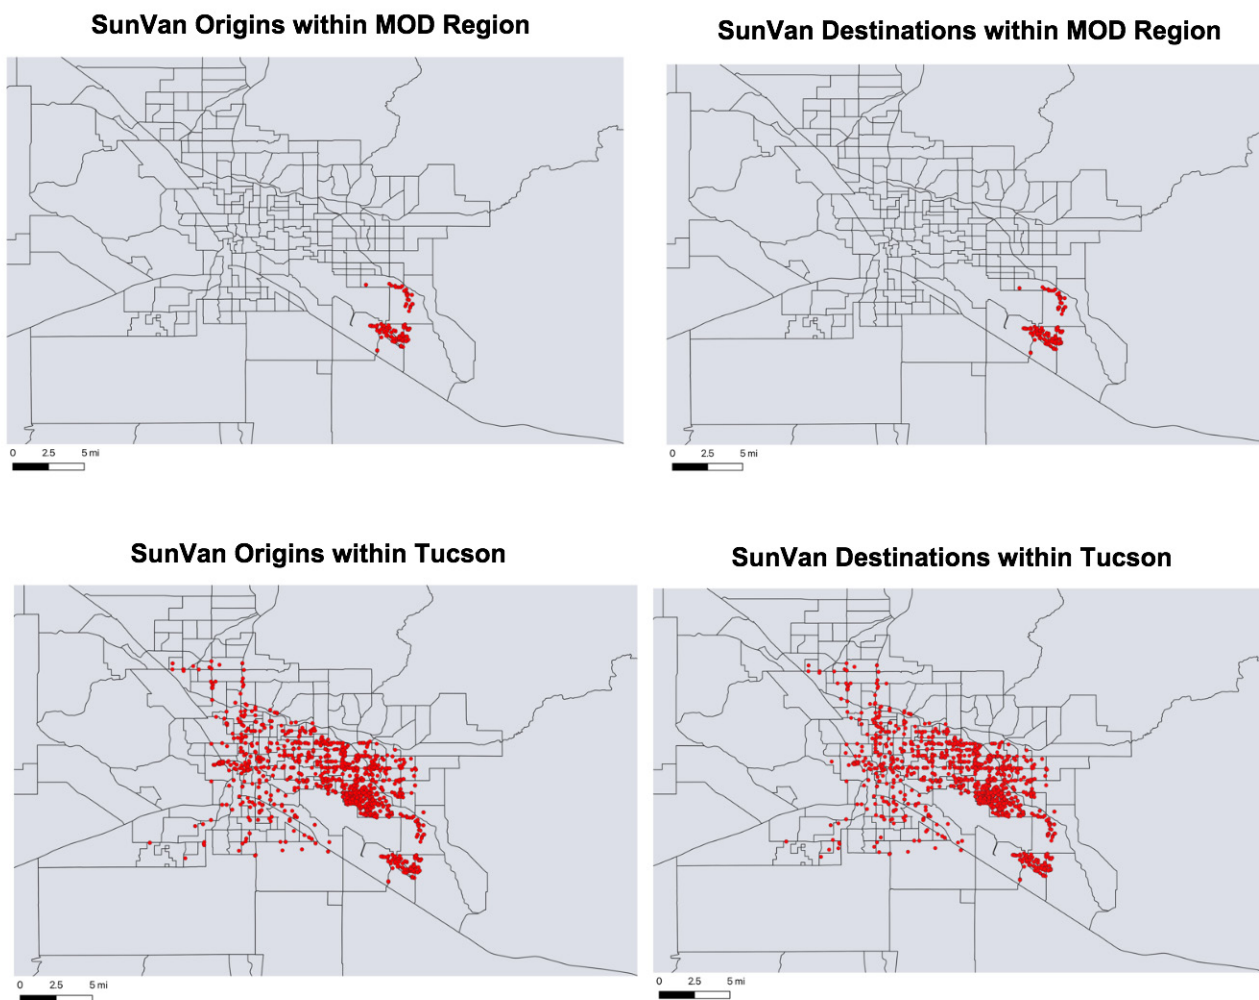 SunVan Origins within MOD Region
SunVan Destinations within MOD Region
0 2.5 5 mi
0 2.5 5 mi
SunVan Origins within Tucson
SunVan Destinations within Tucson
0 2.5 5 mi
0 2.5 5 mi